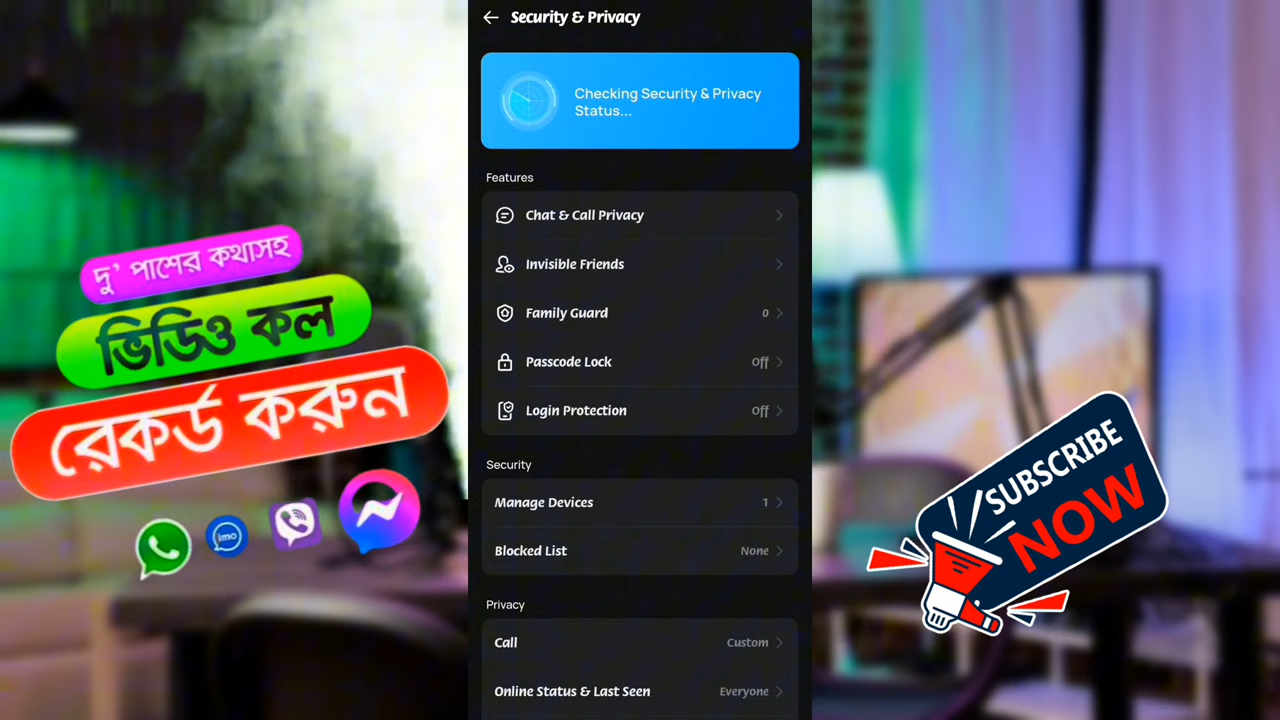 Security & Privacy
Checking Security & Privacy
Status...
Features
Chat & Call Privacy
Invisible Friends
Family Guard 0
Passcode Lock Off
Login Protection Off
Security
Manage Devices 1
Blocked List None
Privacy
Call Custom
Online Status & Last Seen Everyone
দু' পাশের কথাসহ
ভিডিও কল
রেকর্ড করুন
imo
SUBSCRIBE
NOW